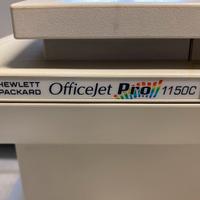 HEWLETT
PACKARD
OfficeJet Pro 1150C